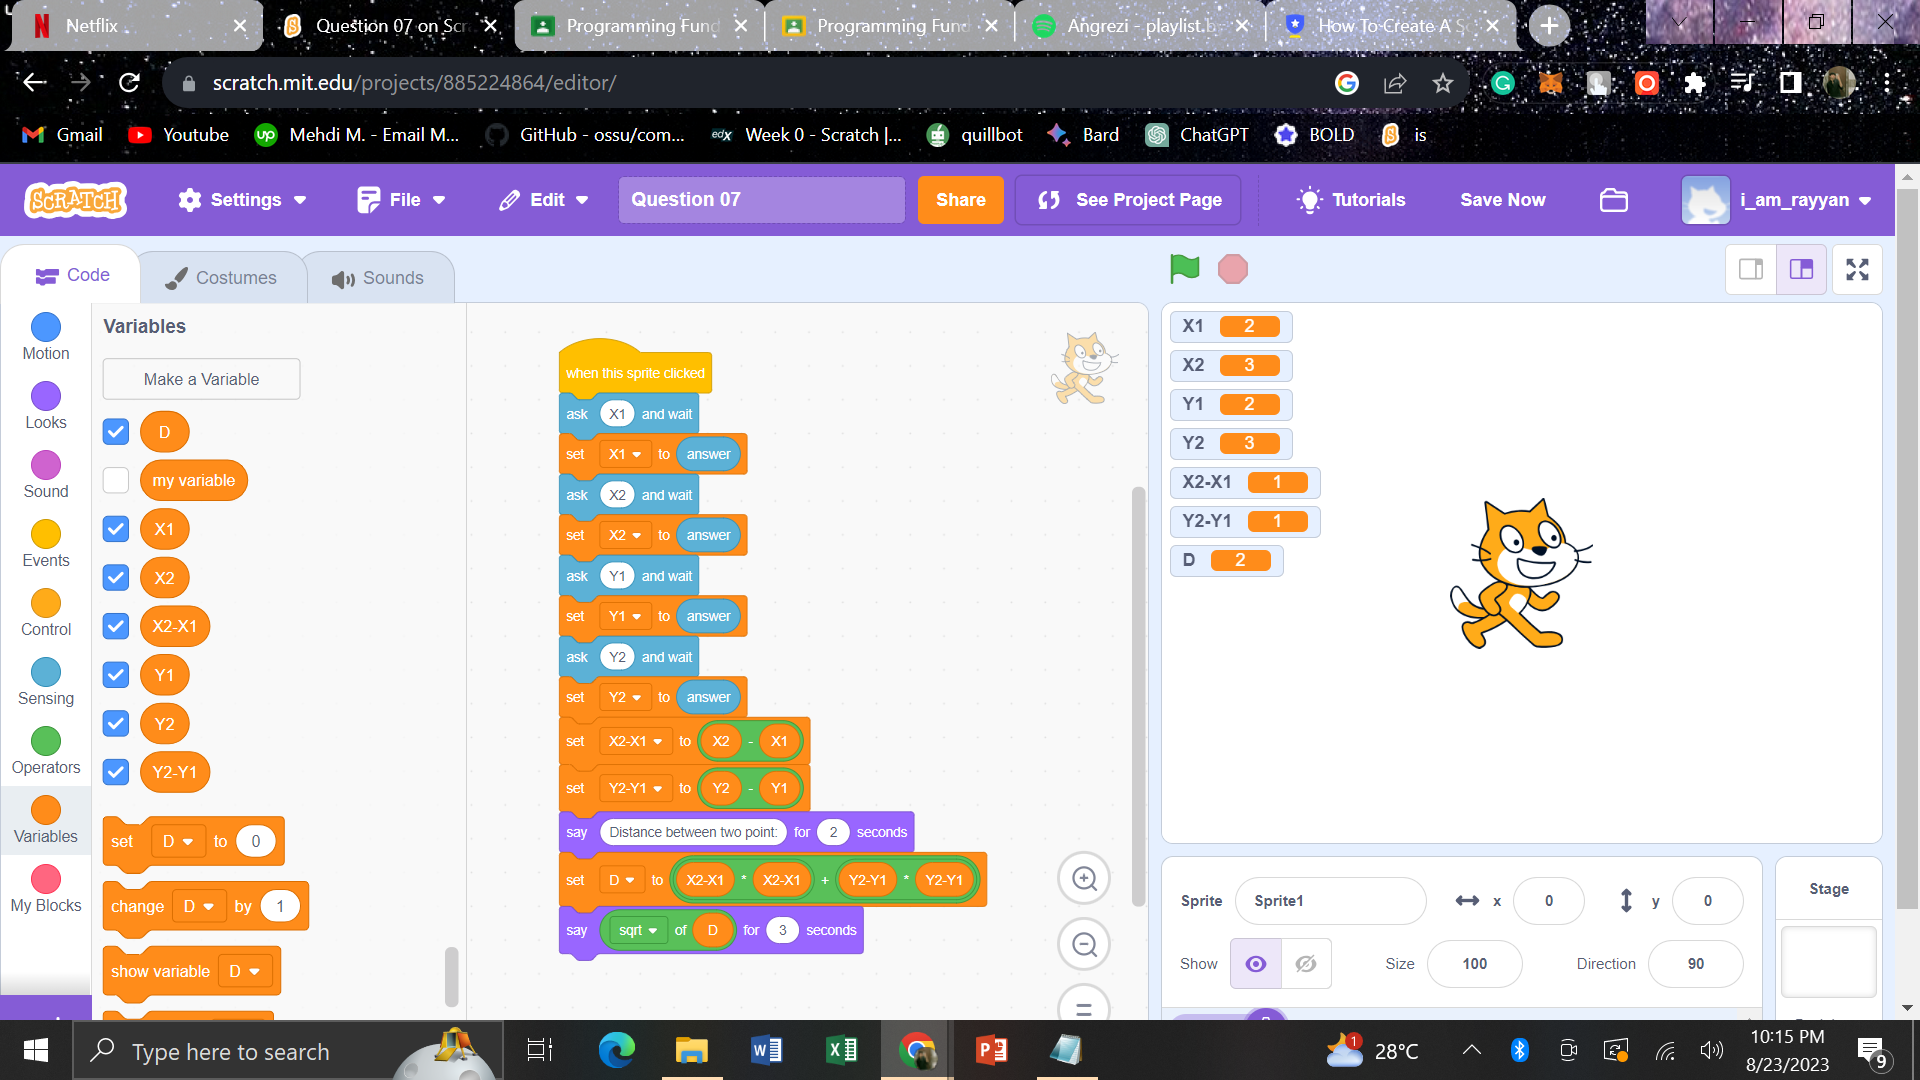 Netflix
Question 07 on Scr
Programming Fund
Programming Fund
Angrezi - playlist b
How To Create A Sc
scratch.mit.edu/projects/885224864/editor/
Gmail
Youtube
Mehdi M. - Email M...
GitHub - ossu/com...
edX
Week 0 - Scratch |...
quillbot
Bard
ChatGPT
BOLD
is
SCRATCH
Settings
File
Edit
Question 07
Share
See Project Page
Tutorials
Save Now
i_am_rayyan
Code
Costumes
Sounds
Motion
Looks
Sound
Events
Control
Sensing
Operators
Variables
My Blocks
Variables
Make a Variable
D
my variable
X1
X2
X2-X1
Y1
Y2
Y2-Y1
set D to 0
change D by 1
show variable D
when this sprite clicked
ask X1 and wait
set X1 to answer
ask X2 and wait
set X2 to answer
ask Y1 and wait
set Y1 to answer
ask Y2 and wait
set Y2 to answer
set X2-X1 to X2 - X1
set Y2-Y1 to Y2 - Y1
say Distance between two point: for 2 seconds
set D to X2-X1 * X2-X1 + Y2-Y1 * Y2-Y1
say sqrt of D for 3 seconds
X1 2
X2 3
Y1 2
Y2 3
X2-X1 1
Y2-Y1 1
D 2
Sprite Sprite1 x 0 y 0
Show Size 100 Direction 90
Stage
Type here to search
1
28°C
10:15 PM
8/23/2023
9